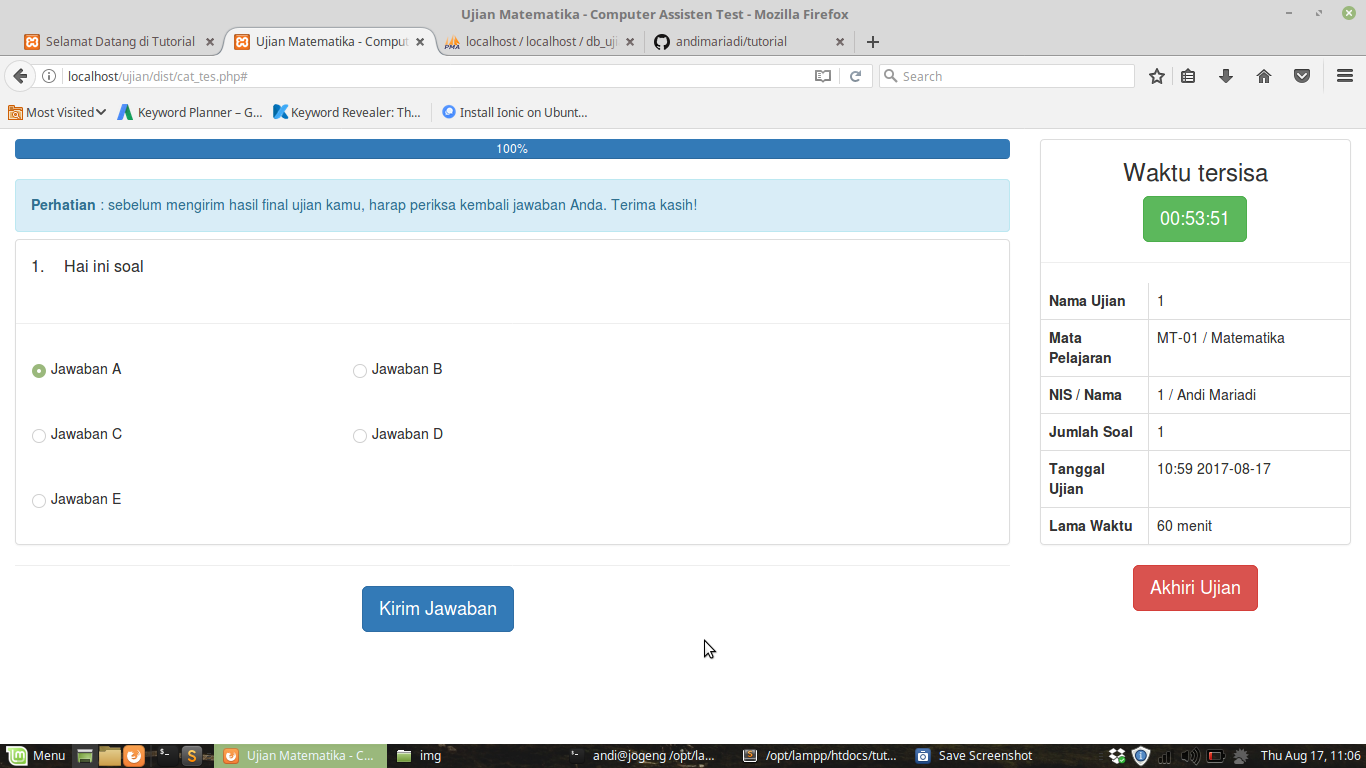 Ujian Matematika - Computer Assisten Test - Mozilla Firefox
Selamat Datang di Tutorial
Ujian Matematika - Comput
localhost / localhost / db_uji
andimariadi/tutorial
localhost/ujian/dist/cat_tes.php#
Search
Most Visited
Keyword Planner – G...
Keyword Revealer: Th...
Install Ionic on Ubunt...
100%
Perhatian : sebelum mengirim hasil final ujian kamu, harap periksa kembali jawaban Anda. Terima kasih!
1. Hai ini soal
Jawaban A
Jawaban B
Jawaban C
Jawaban D
Jawaban E
Kirim Jawaban
Waktu tersisa
00:53:51
Nama Ujian 1
Mata Pelajaran MT-01 / Matematika
NIS / Nama 1 / Andi Mariadi
Jumlah Soal 1
Tanggal Ujian 10:59 2017-08-17
Lama Waktu 60 menit
Akhiri Ujian
Menu
Ujian Matematika - C...
img
andi@jogeng /opt/la...
/opt/lampp/htdocs/tut...
Save Screenshot
Thu Aug 17, 11:06